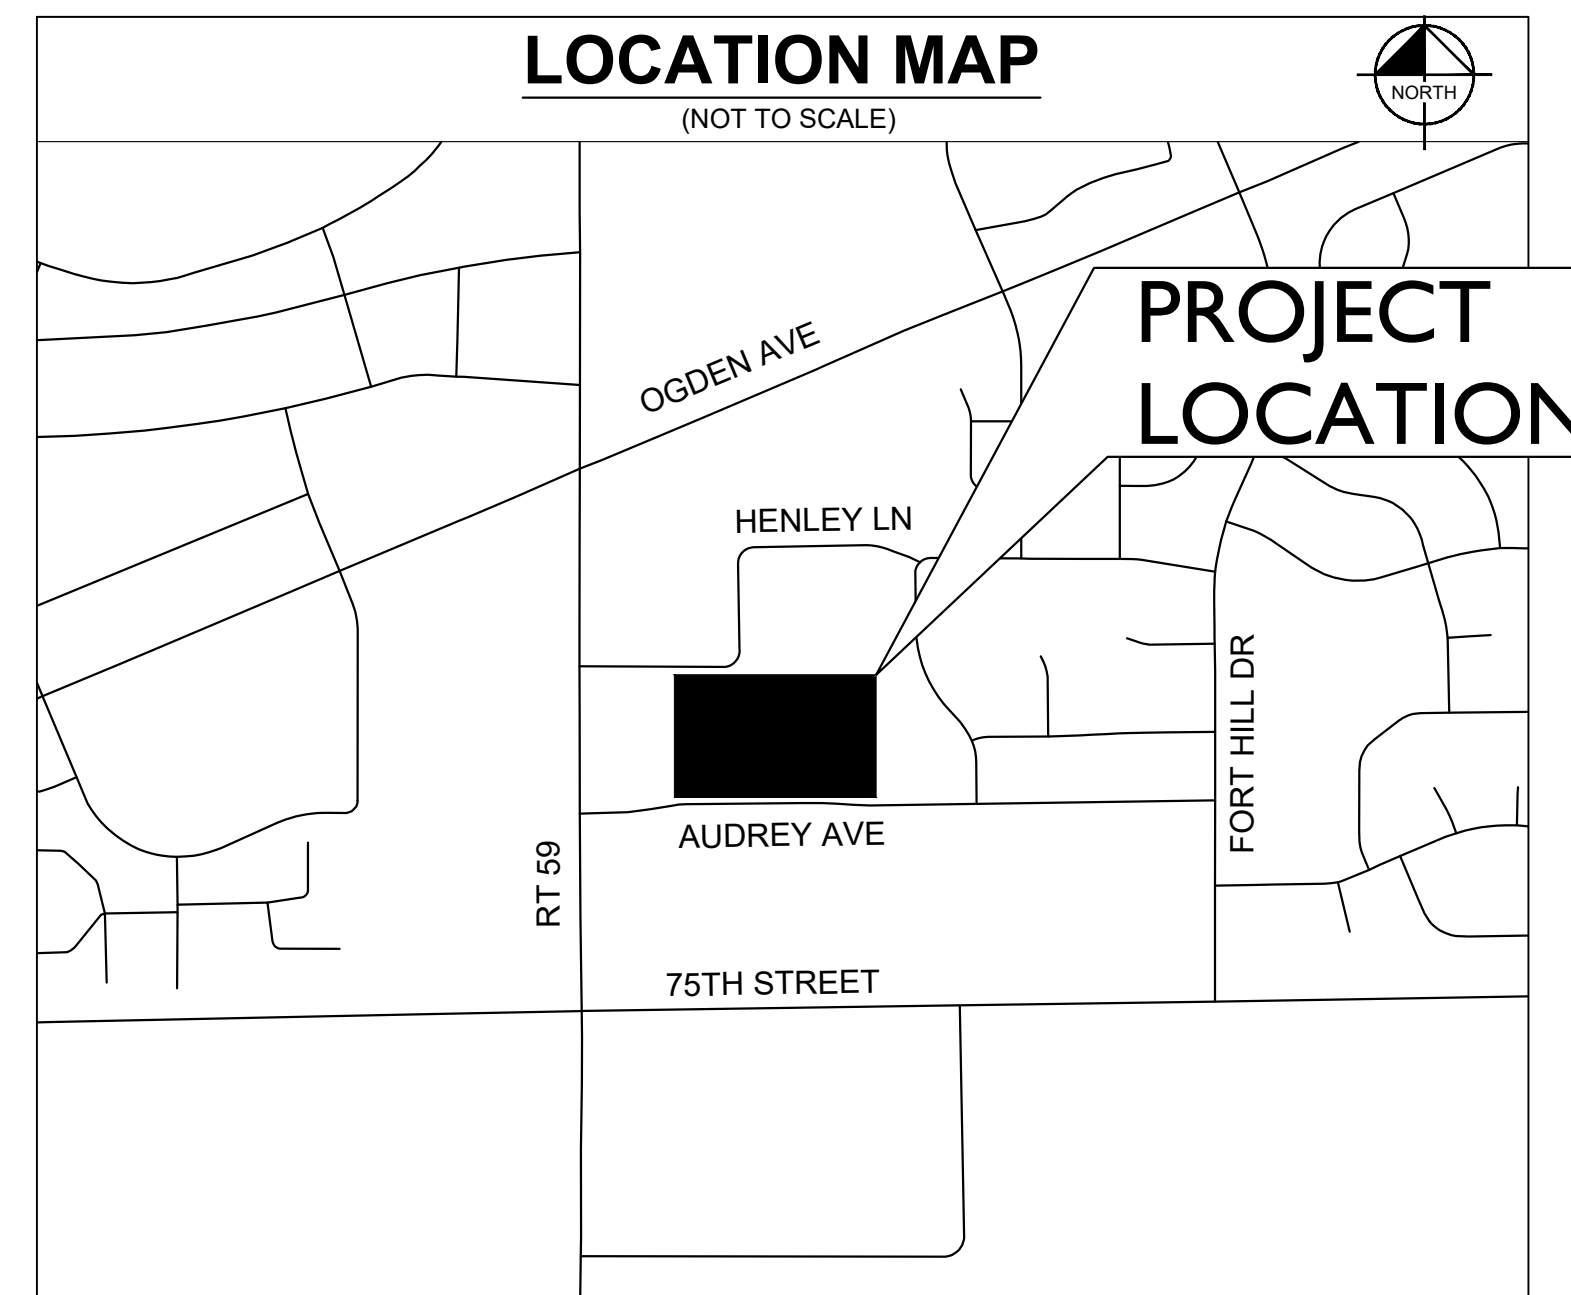 LOCATION MAP
(NOT TO SCALE)
NORTH
PROJECT
LOCATION
OGDEN AVE
HENLEY LN
FORT HILL DR
AUDREY AVE
RT 59
75TH STREET